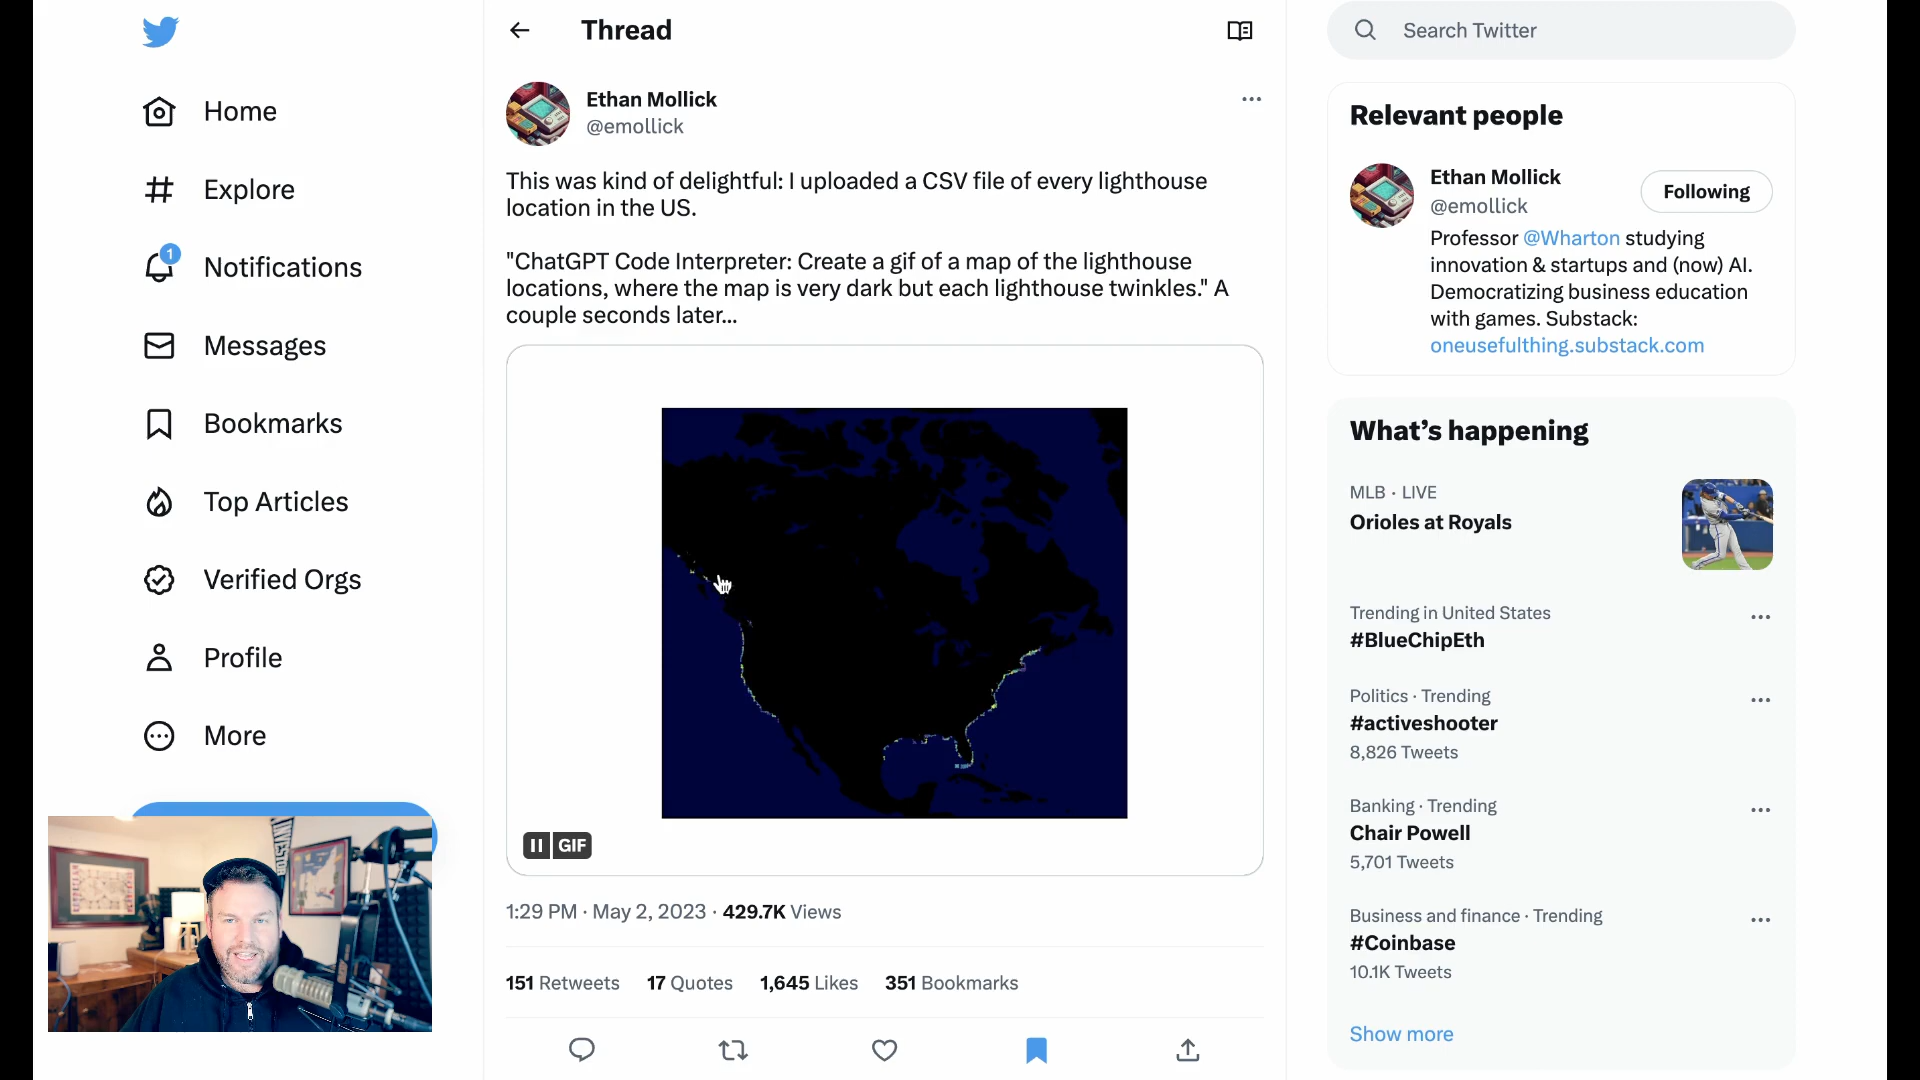 Home
Explore
1
Notifications
Messages
Bookmarks
Top Articles
Verified Orgs
Profile
More
Thread
Ethan Mollick
@emollick
This was kind of delightful: I uploaded a CSV file of every lighthouse
location in the US.
"ChatGPT Code Interpreter: Create a gif of a map of the lighthouse
locations, where the map is very dark but each lighthouse twinkles." A
couple seconds later...
GIF
1:29 PM · May 2, 2023 · 429.7K Views
151 Retweets 17 Quotes 1,645 Likes 351 Bookmarks
Search Twitter
Relevant people
Ethan Mollick
@emollick
Following
Professor @Wharton studying
innovation & startups and (now) AI.
Democratizing business education
with games. Substack:
oneusefulthing.substack.com
What's happening
MLB · LIVE
Orioles at Royals
Trending in United States
#BlueChipEth
Politics · Trending
#activeshooter
8,826 Tweets
Banking · Trending
Chair Powell
5,701 Tweets
Business and finance · Trending
#Coinbase
10.1K Tweets
Show more